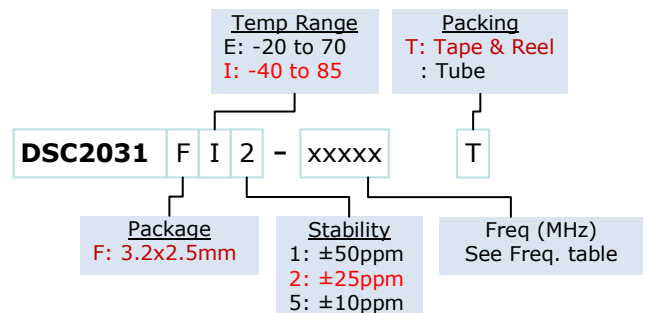 Temp Range
E: -20 to 70
I: -40 to 85
Packing
T: Tape & Reel
: Tube
DSC2031 F I 2 – xxxxx T
Package
F: 3.2x2.5mm
Stability
1: ±50ppm
2: ±25ppm
5: ±10ppm
Freq (MHz)
See Freq. table